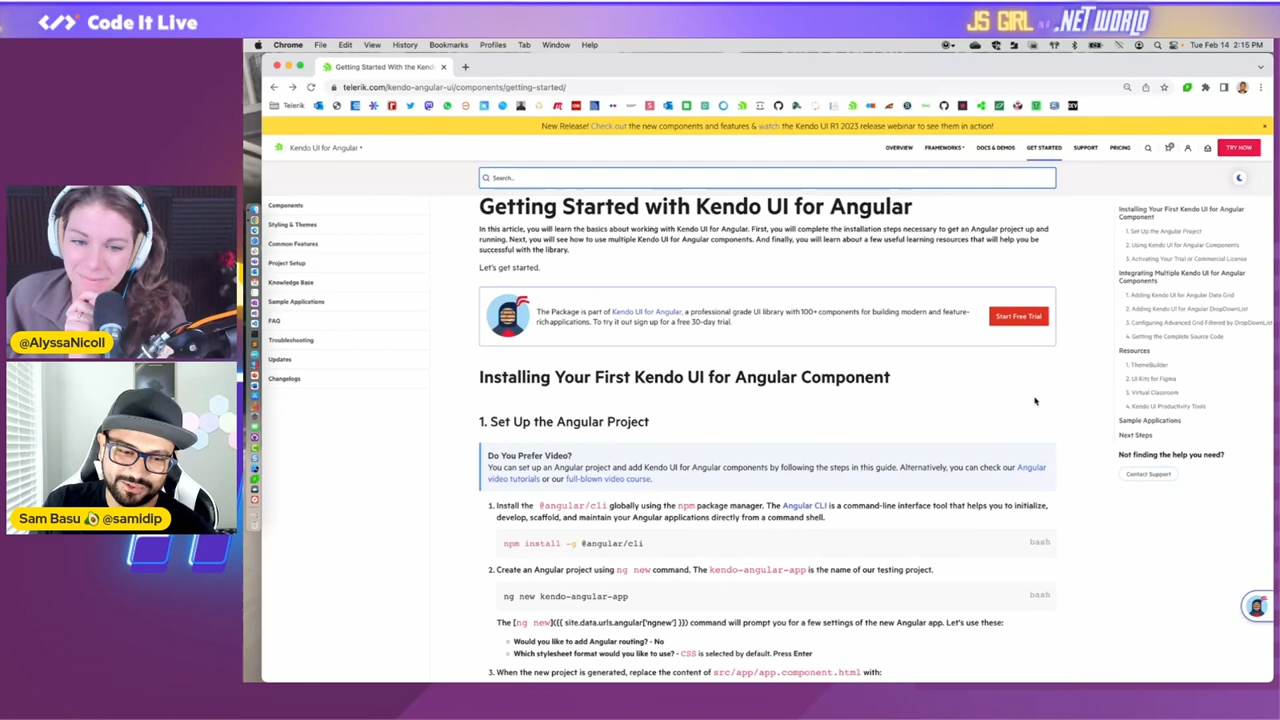 </> Code It Live
JS GIRL IN A .NET WORLD
Chrome File Edit View History Bookmarks Profiles Tab Window Help
Tue Feb 14 2:15 PM
Getting Started With the Kend
telerik.com/kendo-angular-ui/components/getting-started/
Telerik
New Release! Check out the new components and features & watch the Kendo UI R1 2023 release webinar to see them in action!
Kendo UI for Angular
OVERVIEW FRAMEWORKS DOCS & DEMOS GET STARTED SUPPORT PRICING TRY NOW
Search...
Components
Styling & Themes
Common Features
Project Setup
Knowledge Base
Sample Applications
FAQ
Troubleshooting
Updates
Changelogs
Getting Started with Kendo UI for Angular
In this article, you will learn the basics about working with Kendo UI for Angular. First, you will complete the installation steps necessary to get an Angular project up and
running. Next, you will see how to use multiple Kendo UI for Angular components. And finally, you will learn about a few useful learning resources that will help you be
successful with the library.
Let's get started.
The Package is part of Kendo UI for Angular, a professional grade UI library with 100+ components for building modern and feature-
rich applications. To try it out sign up for a free 30-day trial.
Start Free Trial
Installing Your First Kendo UI for Angular Component
1. Set Up the Angular Project
Do You Prefer Video?
You can set up an Angular project and add Kendo UI for Angular components by following the steps in this guide. Alternatively, you can check our Angular
video tutorials or our full-blown video course.
1. Install the @angular/cli globally using the npm package manager. The Angular CLI is a command-line interface tool that helps you to initialize,
develop, scaffold, and maintain your Angular applications directly from a command shell.
npm install -g @angular/cli
bash
2. Create an Angular project using ng new command. The kendo-angular-app is the name of our testing project.
ng new kendo-angular-app
bash
The [ng new]({{ site.data.urls.angular['ngnew'] }}) command will prompt you for a few settings of the new Angular app. Let's use these:
Would you like to add Angular routing? - No
Which stylesheet format would you like to use? - CSS is selected by default. Press Enter
3. When the new project is generated, replace the content of src/app/app.component.html with:
Installing Your First Kendo UI for Angular
Component
1. Set Up the Angular Project
2. Using Kendo UI for Angular Components
3. Activating Your Trial or Commercial License
Integrating Multiple Kendo UI for Angular
Components
1. Adding Kendo UI for Angular Data Grid
2. Adding Kendo UI for Angular DropDownList
3. Configuring Advanced Grid Filtered by DropDownList
4. Getting the Complete Source Code
Resources
1. ThemeBuilder
2. UI Kits for Figma
3. Virtual Classroom
4. Kendo UI Productivity Tools
Sample Applications
Next Steps
Not finding the help you need?
Contact Support
@AlyssaNicoll
Sam Basu 🥑 @samidip